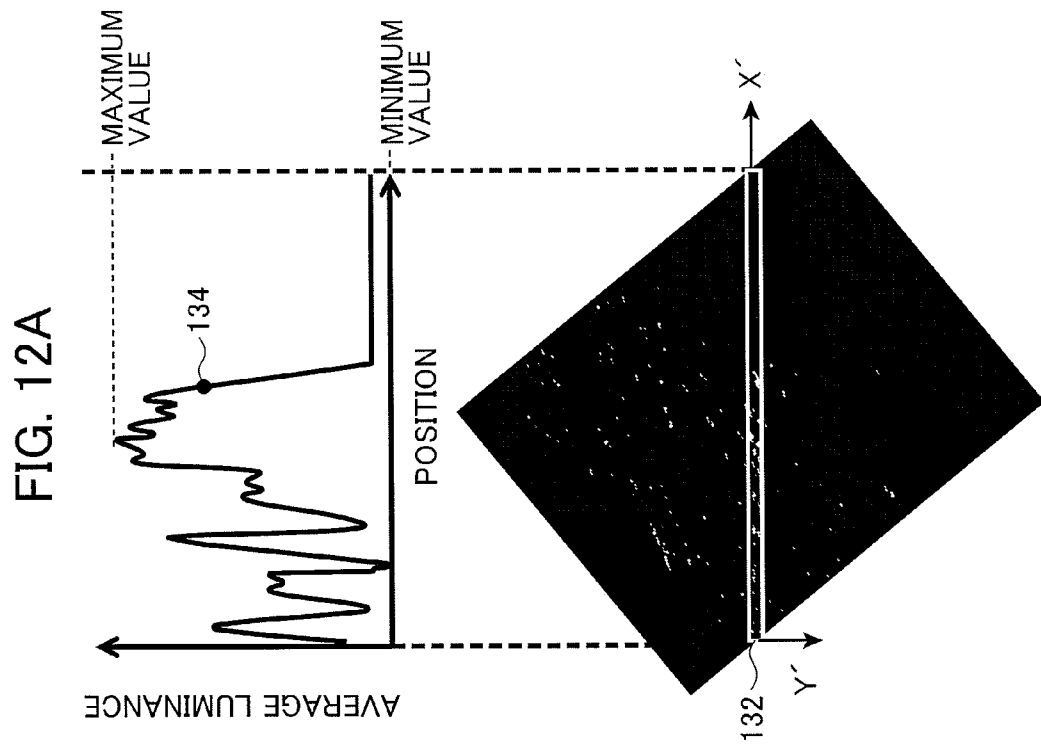 FIG. 12A
AVERAGE LUMINANCE
MAXIMUM
VALUE
134
MINIMUM
VALUE
POSITION
132
X´
Y´